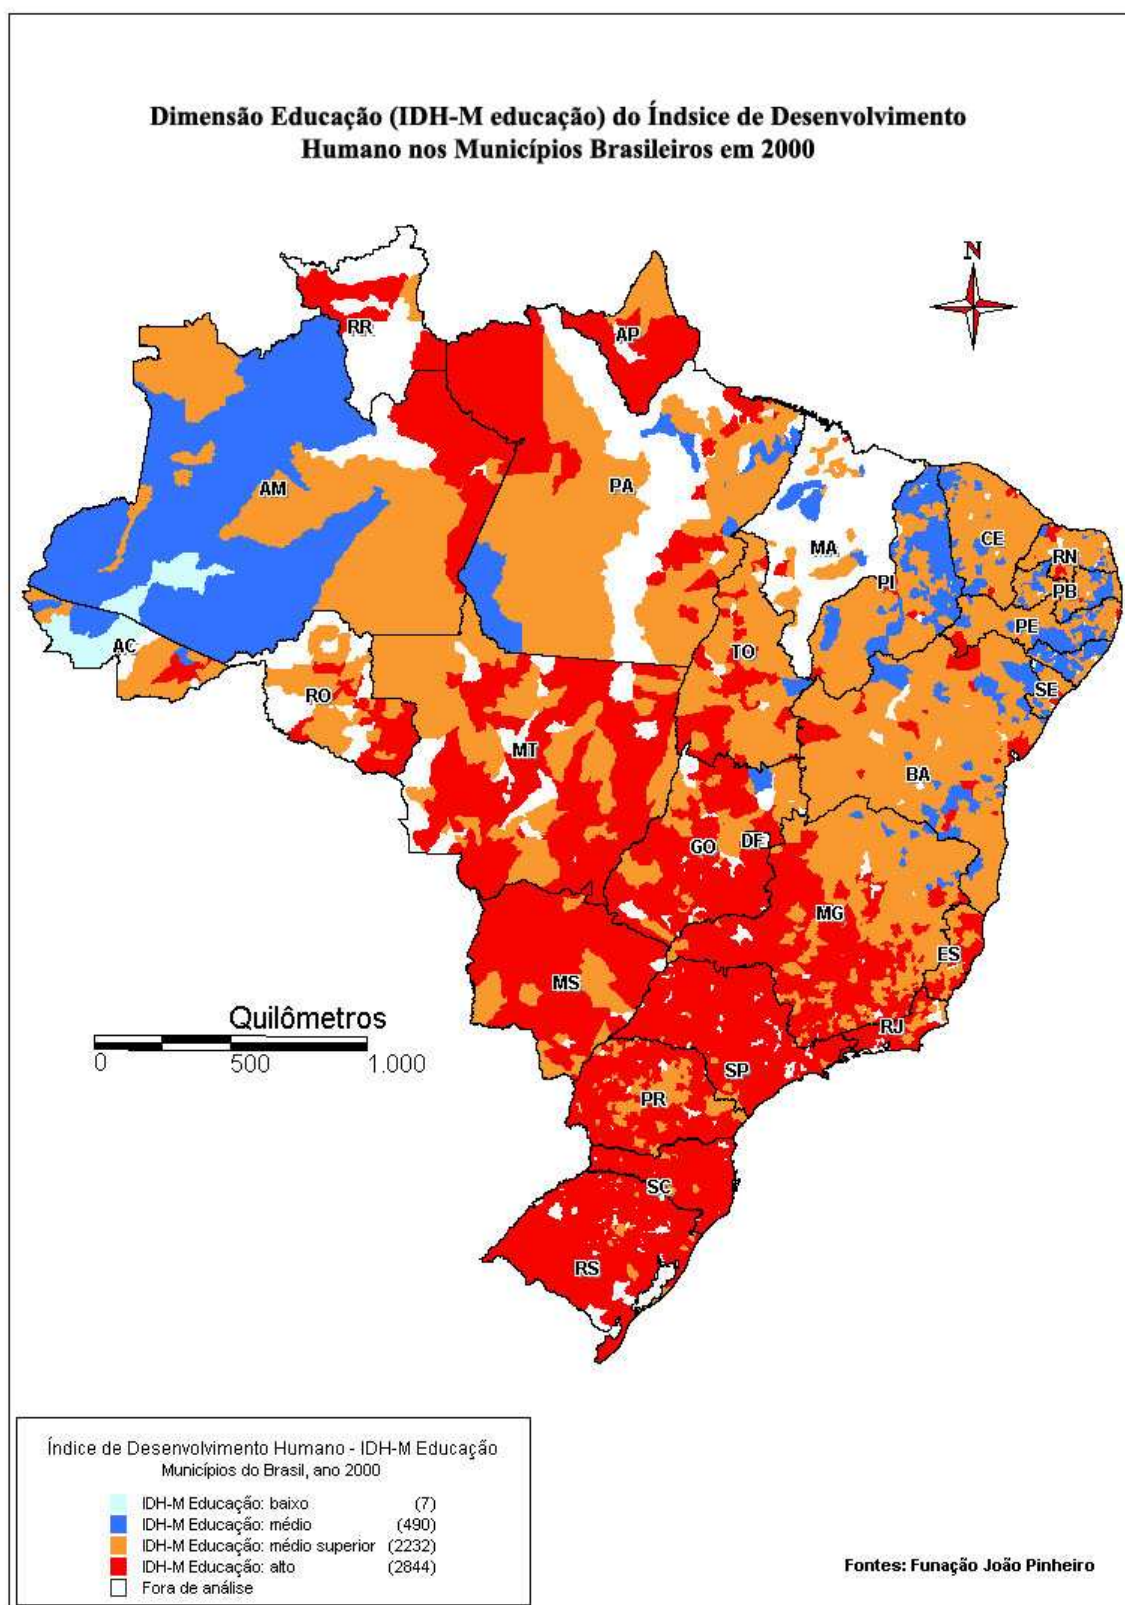 Dimensão Educação (IDH-M educação) do Índsice de Desenvolvimento
Humano nos Municípios Brasileiros em 2000
N
RR
AP
AM
PA
MA
CE
RN
PB
PI
PE
AC
TO
SE
RO
MT
BA
GO
DF
MG
ES
MS
RJ
SP
PR
SC
RS
Quilômetros
0 500 1.000
Índice de Desenvolvimento Humano - IDH-M Educação
Municípios do Brasil, ano 2000
IDH-M Educação: baixo (7)
IDH-M Educação: médio (490)
IDH-M Educação: médio superior (2232)
IDH-M Educação: alto (2844)
Fora de análise
Fontes: Funação João Pinheiro